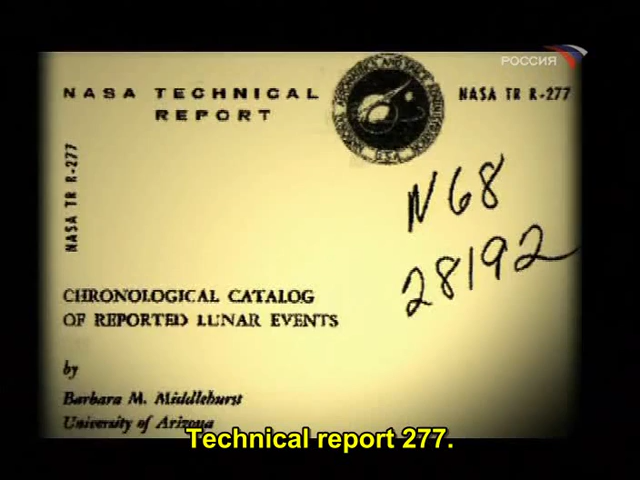 РОССИЯ
NASA TECHNICAL
REPORT
NASA TR R-277
NASA TR R-277
N68
28192
CHRONOLOGICAL CATALOG
OF REPORTED LUNAR EVENTS
by
Barbara M. Middlehurst
University of Arizona
Technical report 277.